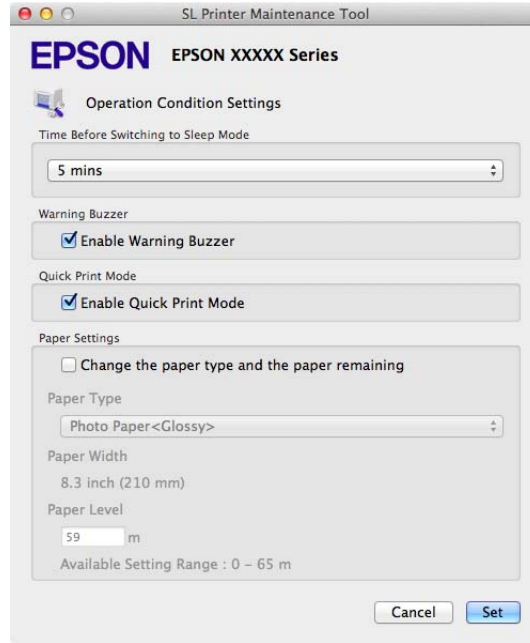 SL Printer Maintenance Tool
EPSON EPSON XXXXX Series
Operation Condition Settings
Time Before Switching to Sleep Mode
5 mins
Warning Buzzer
Enable Warning Buzzer
Quick Print Mode
Enable Quick Print Mode
Paper Settings
Change the paper type and the paper remaining
Paper Type
Photo Paper<Glossy>
Paper Width
8.3 inch (210 mm)
Paper Level
59 m
Available Setting Range : 0 – 65 m
Cancel Set